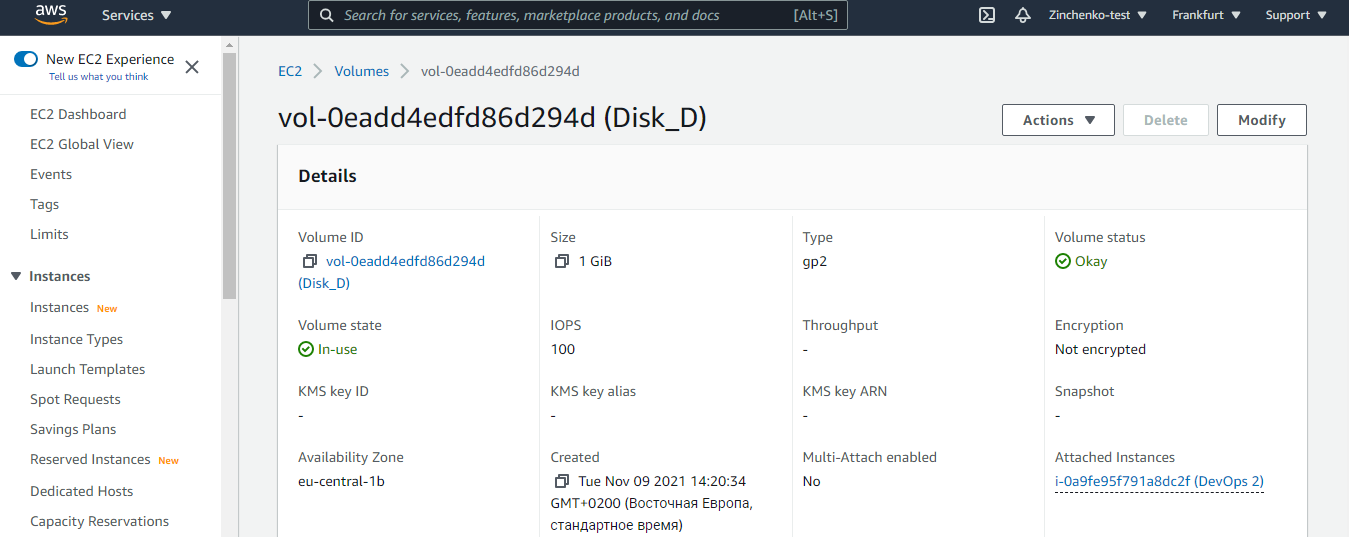 aws
Services
Search for services, features, marketplace products, and docs [Alt+S]
Zinchenko-test
Frankfurt
Support
New EC2 Experience
Tell us what you think
EC2 Dashboard
EC2 Global View
Events
Tags
Limits
Instances
Instances New
Instance Types
Launch Templates
Spot Requests
Savings Plans
Reserved Instances New
Dedicated Hosts
Capacity Reservations
EC2 > Volumes > vol-0eadd4edfd86d294d
vol-0eadd4edfd86d294d (Disk_D)
Actions
Delete
Modify
Details
Volume ID
vol-0eadd4edfd86d294d
(Disk_D)
Size
1 GiB
Type
gp2
Volume status
Okay
Volume state
In-use
IOPS
100
Throughput
-
Encryption
Not encrypted
KMS key ID
-
KMS key alias
-
KMS key ARN
-
Snapshot
-
Availability Zone
eu-central-1b
Created
Tue Nov 09 2021 14:20:34
GMT+0200 (Восточная Европа,
стандартное время)
Multi-Attach enabled
No
Attached Instances
i-0a9fe95f791a8dc2f (DevOps 2)